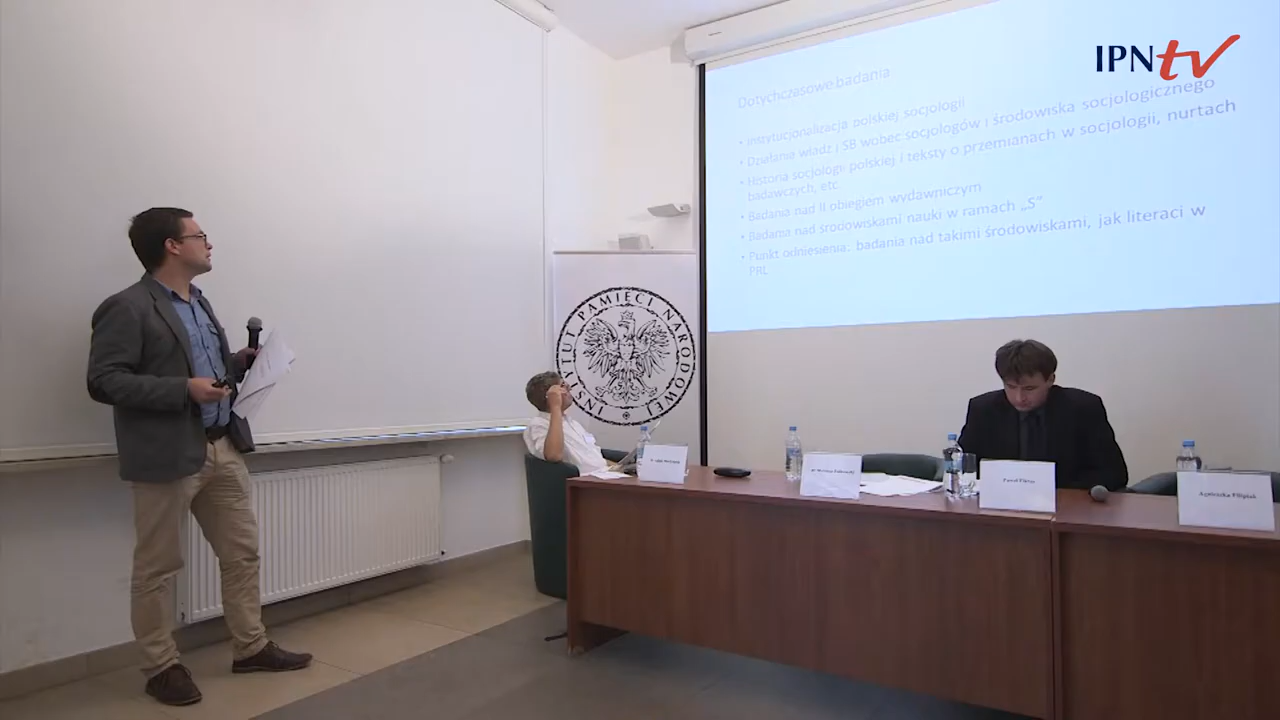 IPNtv
Dotychczasowe badania
• Instytucjonalizacja polskiej socjologii
• Działania władz i SB wobec socjologów i środowiska socjologicznego
• Historia socjologii polskiej i teksty o przemianach w socjologii, nurtach
badawczych, etc
• Badania nad II obiegiem wydawniczym
• Badania nad środowiskami nauki w ramach „S”
• Punkt odniesienia: badania nad takimi środowiskami, jak literaci w
PRL
INSTYTUT PAMIĘCI NARODOWEJ
Paweł
Agnieszka Filipiak